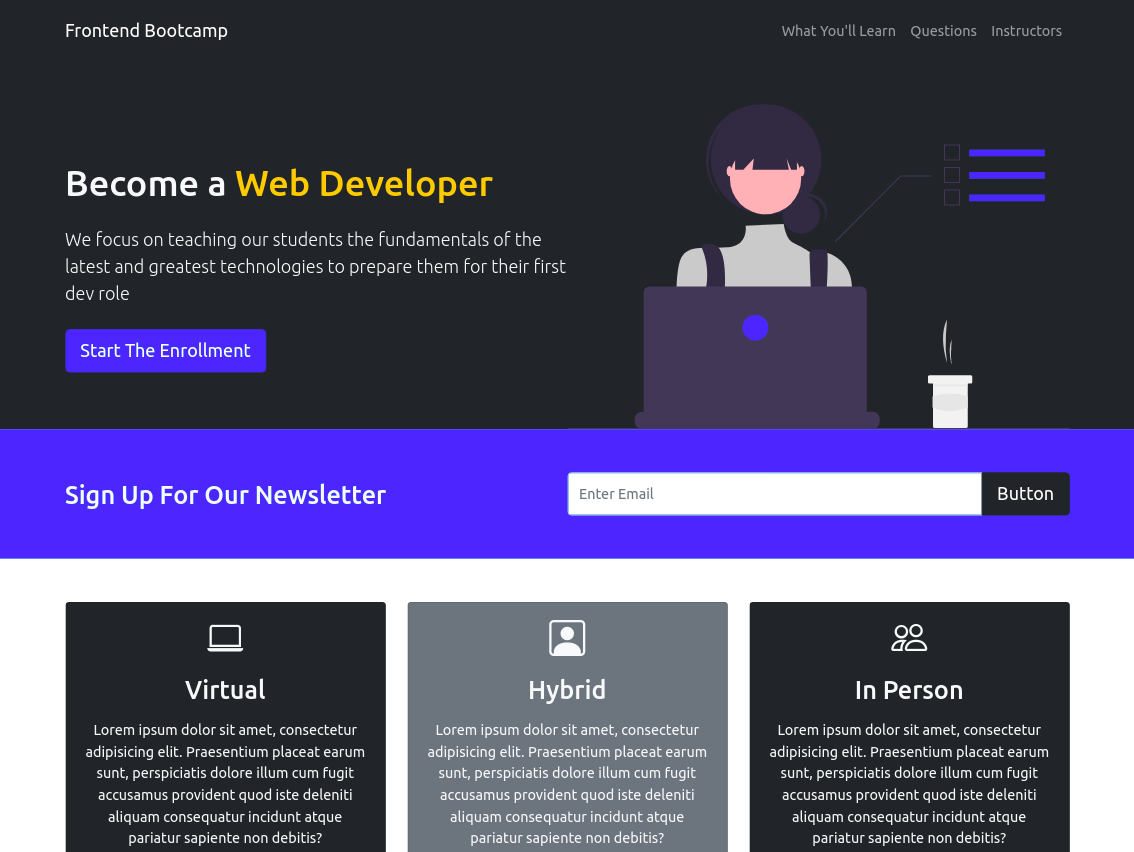 Frontend Bootcamp
What You'll Learn Questions Instructors
Become a Web Developer
We focus on teaching our students the fundamentals of the
latest and greatest technologies to prepare them for their first
dev role
Start The Enrollment
Sign Up For Our Newsletter
Enter Email
Button
Virtual
Lorem ipsum dolor sit amet, consectetur
adipisicing elit. Praesentium placeat earum
sunt, perspiciatis dolore illum cum fugit
accusamus provident quod iste deleniti
aliquam consequatur incidunt atque
pariatur sapiente non debitis?
Hybrid
Lorem ipsum dolor sit amet, consectetur
adipisicing elit. Praesentium placeat earum
sunt, perspiciatis dolore illum cum fugit
accusamus provident quod iste deleniti
aliquam consequatur incidunt atque
pariatur sapiente non debitis?
In Person
Lorem ipsum dolor sit amet, consectetur
adipisicing elit. Praesentium placeat earum
sunt, perspiciatis dolore illum cum fugit
accusamus provident quod iste deleniti
aliquam consequatur incidunt atque
pariatur sapiente non debitis?